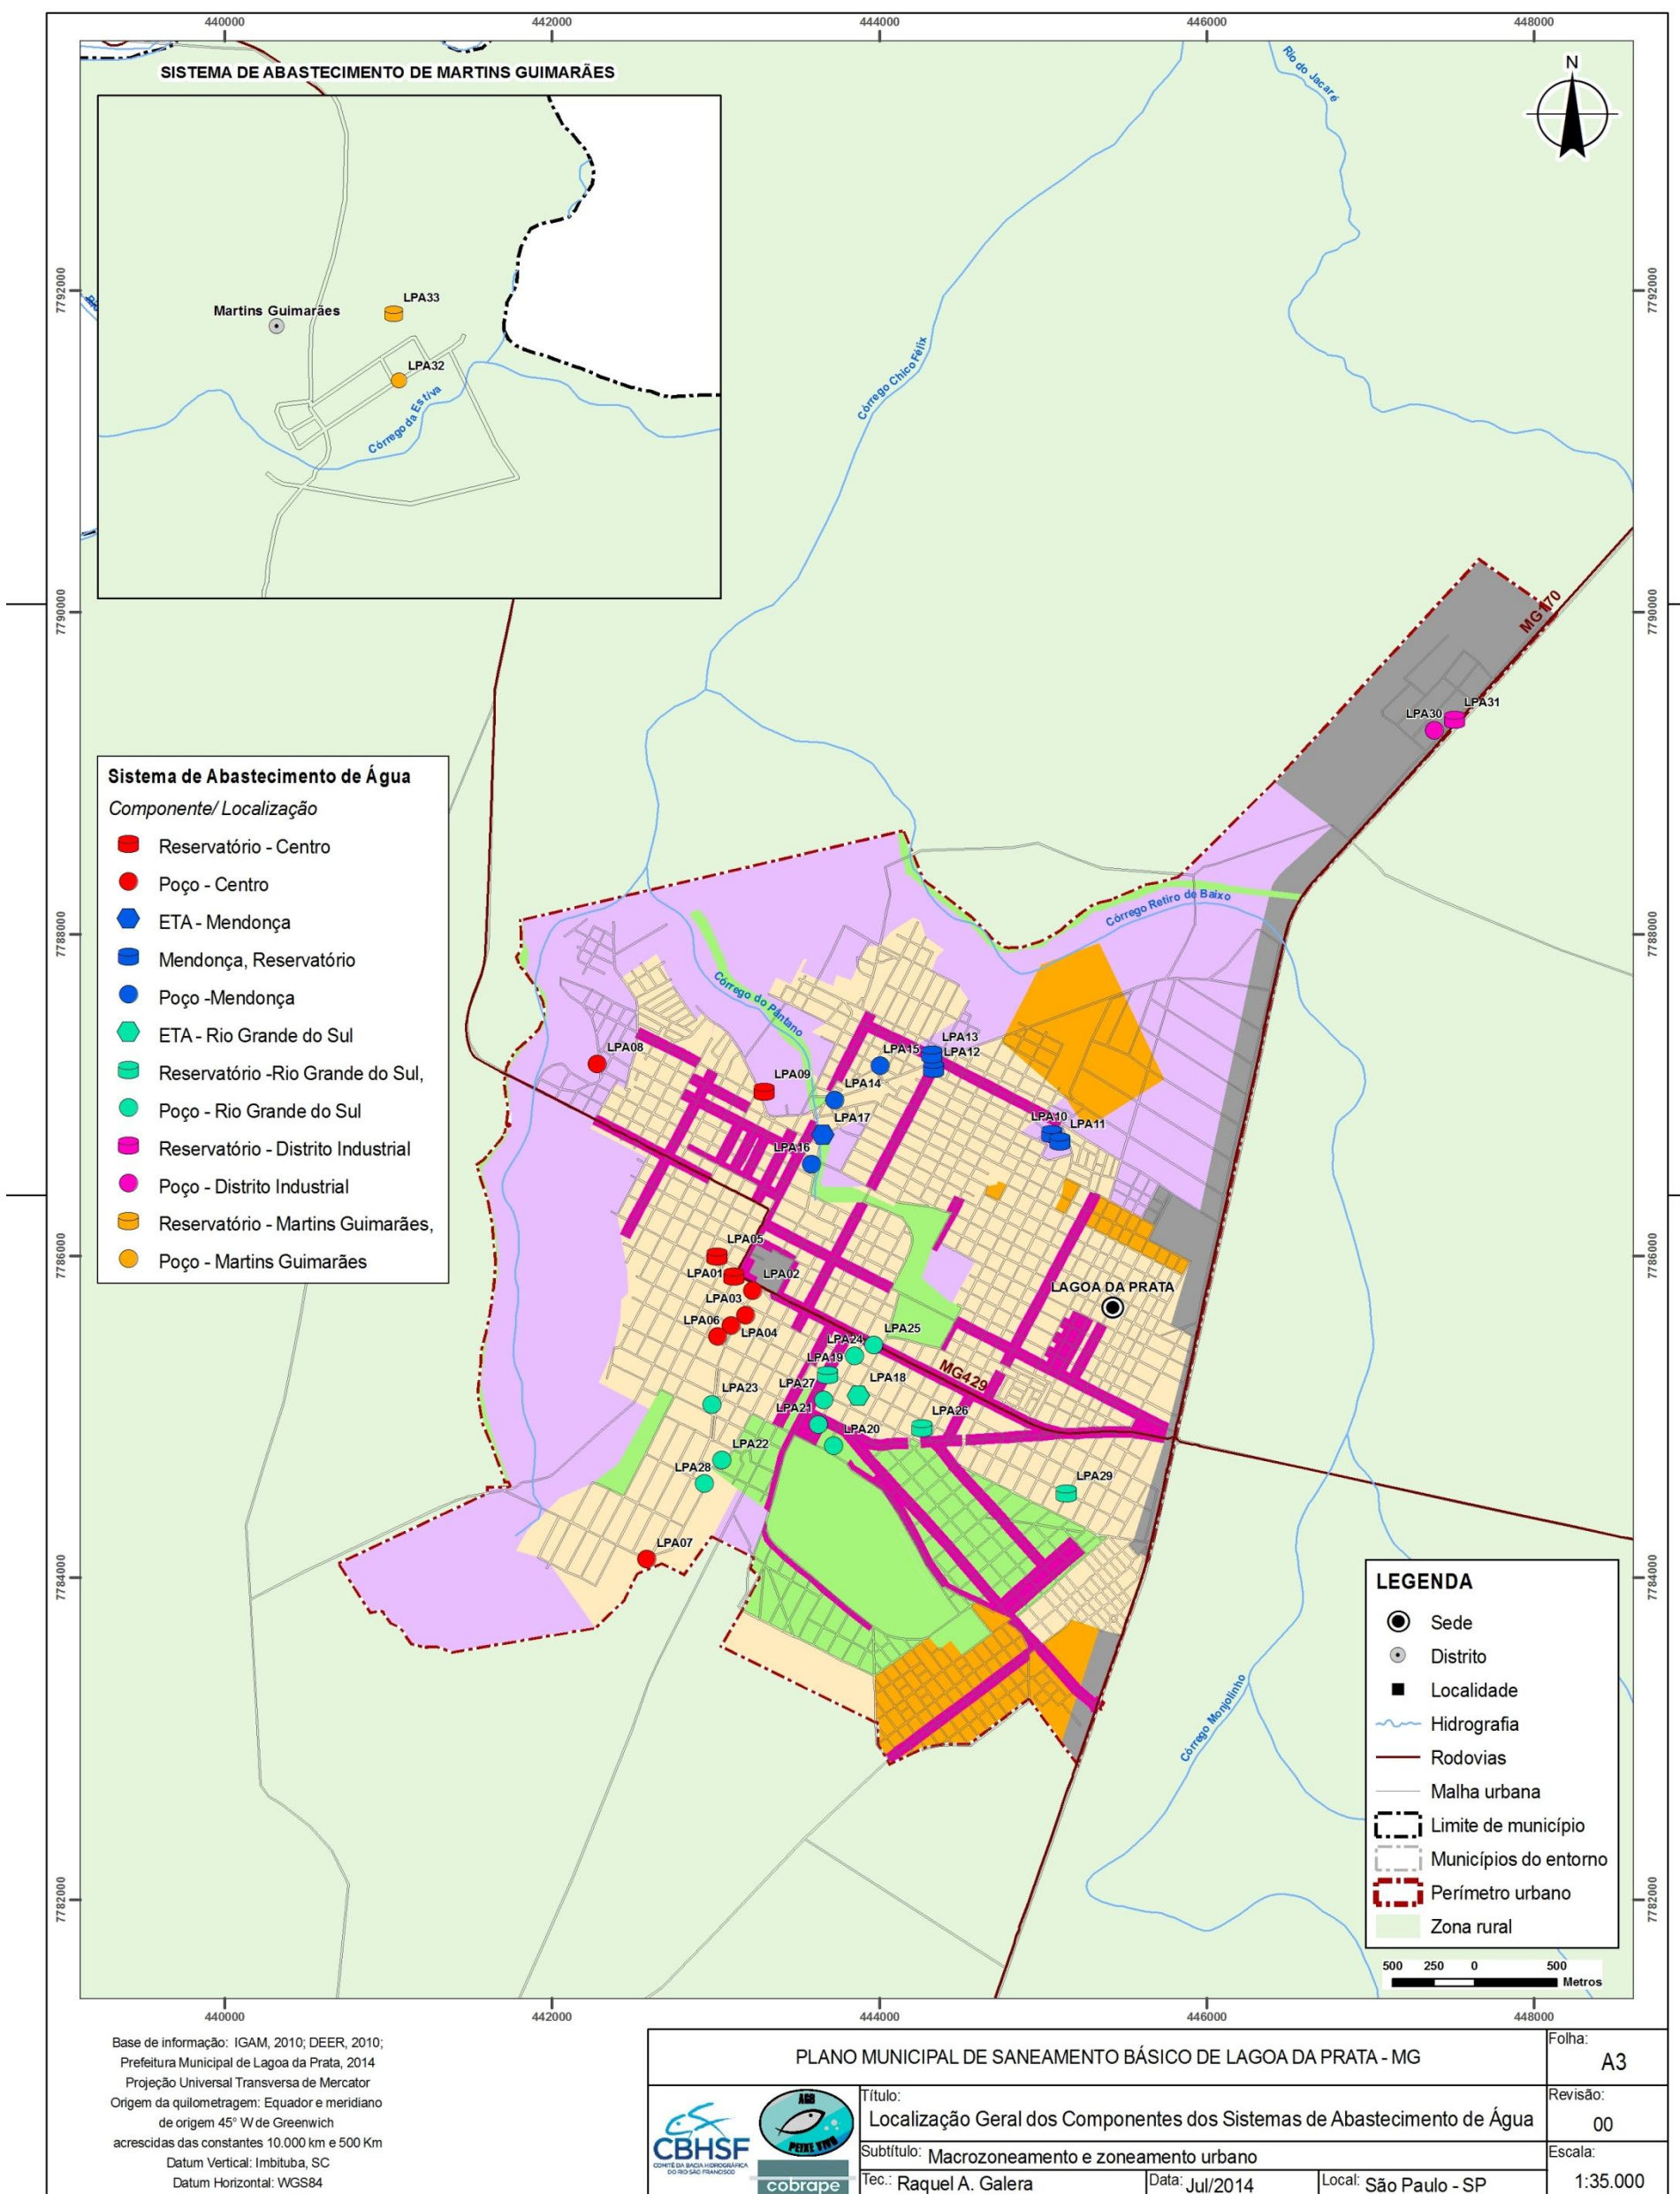 440000
442000
444000
446000
448000
SISTEMA DE ABASTECIMENTO DE MARTINS GUIMARÃES
Rio do Jacaré
N
7792000
7792000
LPA33
Martins Guimarães
LPA32
Córrego da Estiva
Córrego Chico Félix
7790000
7790000
MG170
LPA30
LPA31
Sistema de Abastecimento de Água
Componente/ Localização
Reservatório - Centro
Poço - Centro
ETA - Mendonça
Mendonça, Reservatório
Poço -Mendonça
ETA - Rio Grande do Sul
Reservatório -Rio Grande do Sul,
Poço - Rio Grande do Sul
Reservatório - Distrito Industrial
Poço - Distrito Industrial
Reservatório - Martins Guimarães,
Poço - Martins Guimarães
Córrego Retiro de Baixo
7788000
7788000
Córrego do Pântano
LPA08
LPA15
LPA13
LPA12
LPA09
LPA14
LPA17
LPA10
LPA11
LPA16
7786000
7786000
LPA05
LPA01
LPA02
LPA03
LPA06
LPA04
LAGOA DA PRATA
LPA24
LPA25
LPA19
LPA18
MG429
LPA27
LPA23
LPA21
LPA26
LPA20
LPA22
LPA28
LPA29
LPA07
7784000
7784000
Córrego Monjolinho
LEGENDA
Sede
Distrito
Localidade
Hidrografia
Rodovias
Malha urbana
Limite de município
Municípios do entorno
Perímetro urbano
Zona rural
7782000
7782000
500 250 0 500
Metros
440000
442000
444000
446000
448000
Base de informação: IGAM, 2010; DEER, 2010;
Prefeitura Municipal de Lagoa da Prata, 2014
Projeção Universal Transversa de Mercator
Origem da quilometragem: Equador e meridiano
de origem 45° W de Greenwich
acrescidas das constantes 10.000 km e 500 Km
Datum Vertical: Imbituba, SC
Datum Horizontal: WGS84
PLANO MUNICIPAL DE SANEAMENTO BÁSICO DE LAGOA DA PRATA - MG
Folha:
A3
CBHSF
COMITÊ DA BACIA HIDROGRÁFICA
DO RIO SÃO FRANCISCO
AGB
PEIXE VIVO
cobrape
Título:
Localização Geral dos Componentes dos Sistemas de Abastecimento de Água
Revisão:
00
Subtítulo: Macrozoneamento e zoneamento urbano
Escala:
1:35.000
Tec.: Raquel A. Galera
Data: Jul/2014
Local: São Paulo - SP